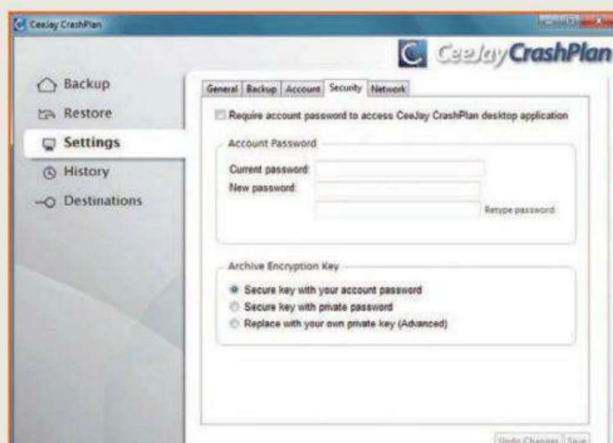 CeeJay CrashPlan
CeeJay CrashPlan
Backup
Restore
Settings
History
Destinations
General Backup Account Security Network
Require account password to access CeeJay CrashPlan desktop application
Account Password
Current password:
New password:
Retype password
Archive Encryption Key
Secure key with your account password
Secure key with private password
Replace with your own private key (Advanced)
Undo Changes Save